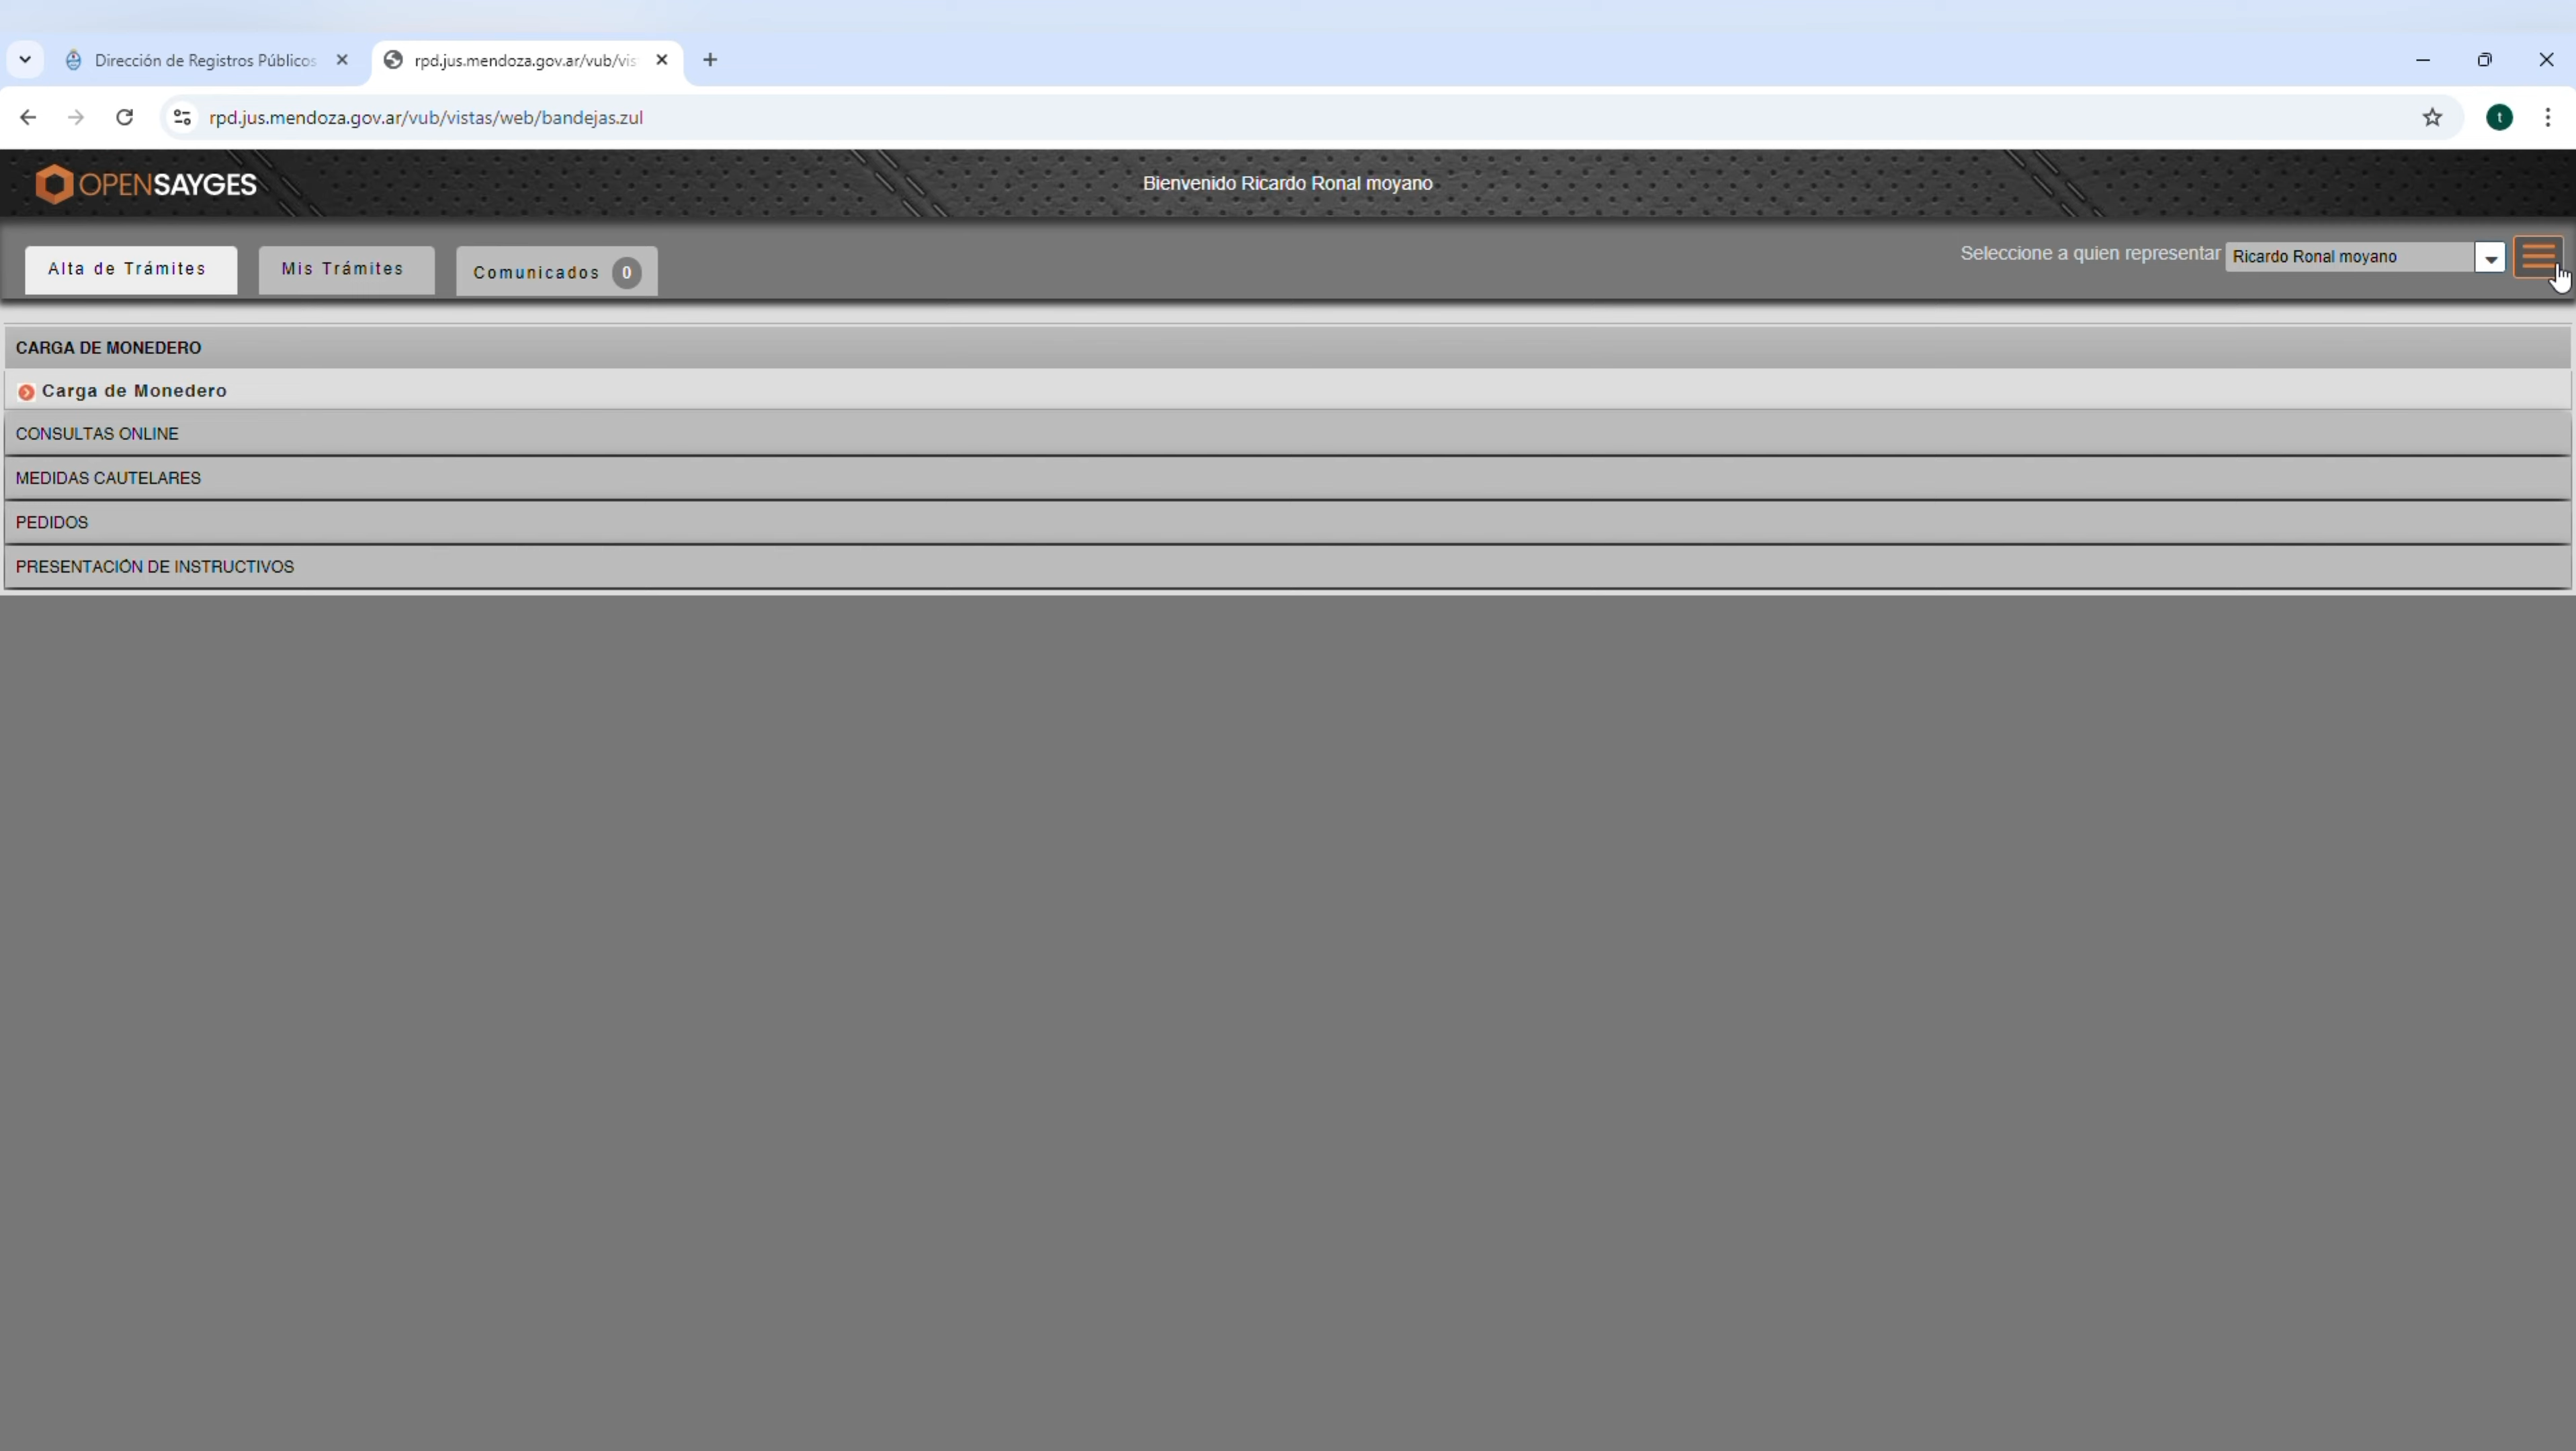 Dirección de Registros Públicos
rpd.jus.mendoza.gov.ar/vub/vis
rpd.jus.mendoza.gov.ar/vub/vistas/web/bandejas.zul
t
OPENSAYGES
Bienvenido Ricardo Ronal moyano
Alta de Trámites
Mis Trámites
Comunicados 0
Seleccione a quien representar Ricardo Ronal moyano
CARGA DE MONEDERO
Carga de Monedero
CONSULTAS ONLINE
MEDIDAS CAUTELARES
PEDIDOS
PRESENTACIÓN DE INSTRUCTIVOS